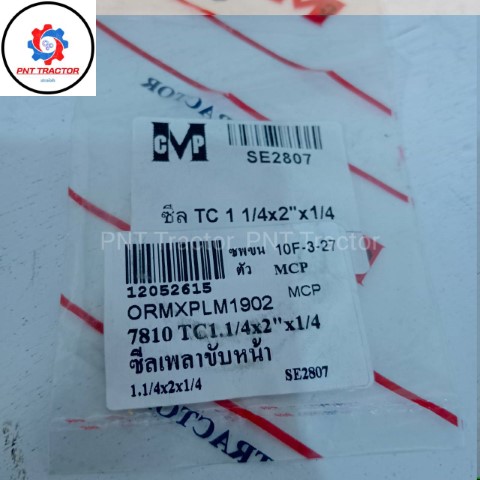 PNT TRACTOR
M
C P
SE2807
ซีล TC 1 1/4x2"x1/4
PNT Tractor PNT Tractor
ซพขน 10F-3-27
ตัว MCP
12052615
MCP
ORMXPLM1902
7810 TC1.1/4x2"x1/4
ซีลเพลาขับหน้า
1.1/4x2x1/4
SE2807
TRACTOR
TRACTOR